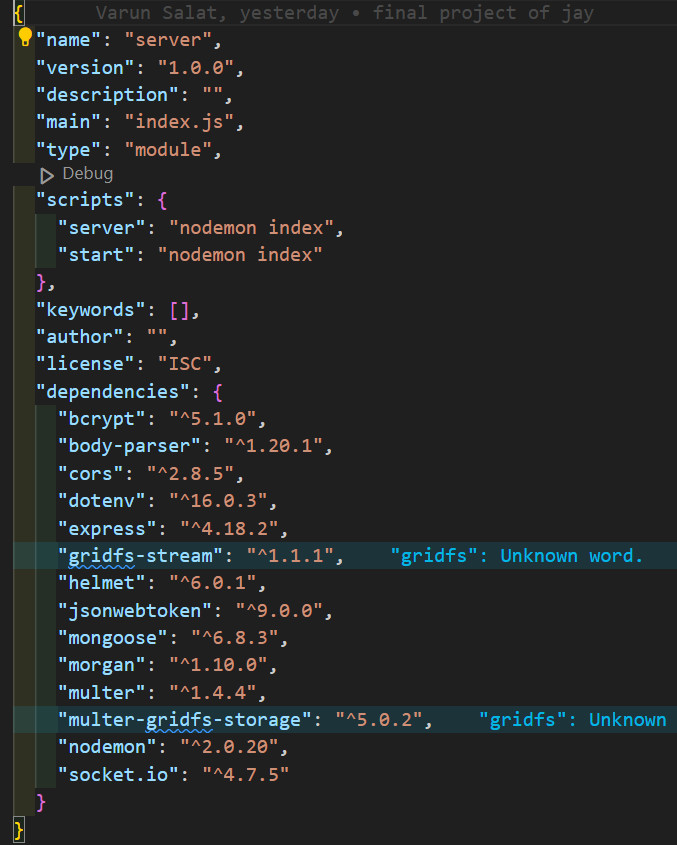 { Varun Salat, yesterday • final project of jay
"name": "server",
"version": "1.0.0",
"description": "",
"main": "index.js",
"type": "module",
Debug
"scripts": {
"server": "nodemon index",
"start": "nodemon index"
},
"keywords": [],
"author": "",
"license": "ISC",
"dependencies": {
"bcrypt": "^5.1.0",
"body-parser": "^1.20.1",
"cors": "^2.8.5",
"dotenv": "^16.0.3",
"express": "^4.18.2",
"gridfs-stream": "^1.1.1", "gridfs": Unknown word.
"helmet": "^6.0.1",
"jsonwebtoken": "^9.0.0",
"mongoose": "^6.8.3",
"morgan": "^1.10.0",
"multer": "^1.4.4",
"multer-gridfs-storage": "^5.0.2", "gridfs": Unknown
"nodemon": "^2.0.20",
"socket.io": "^4.7.5"
}
}